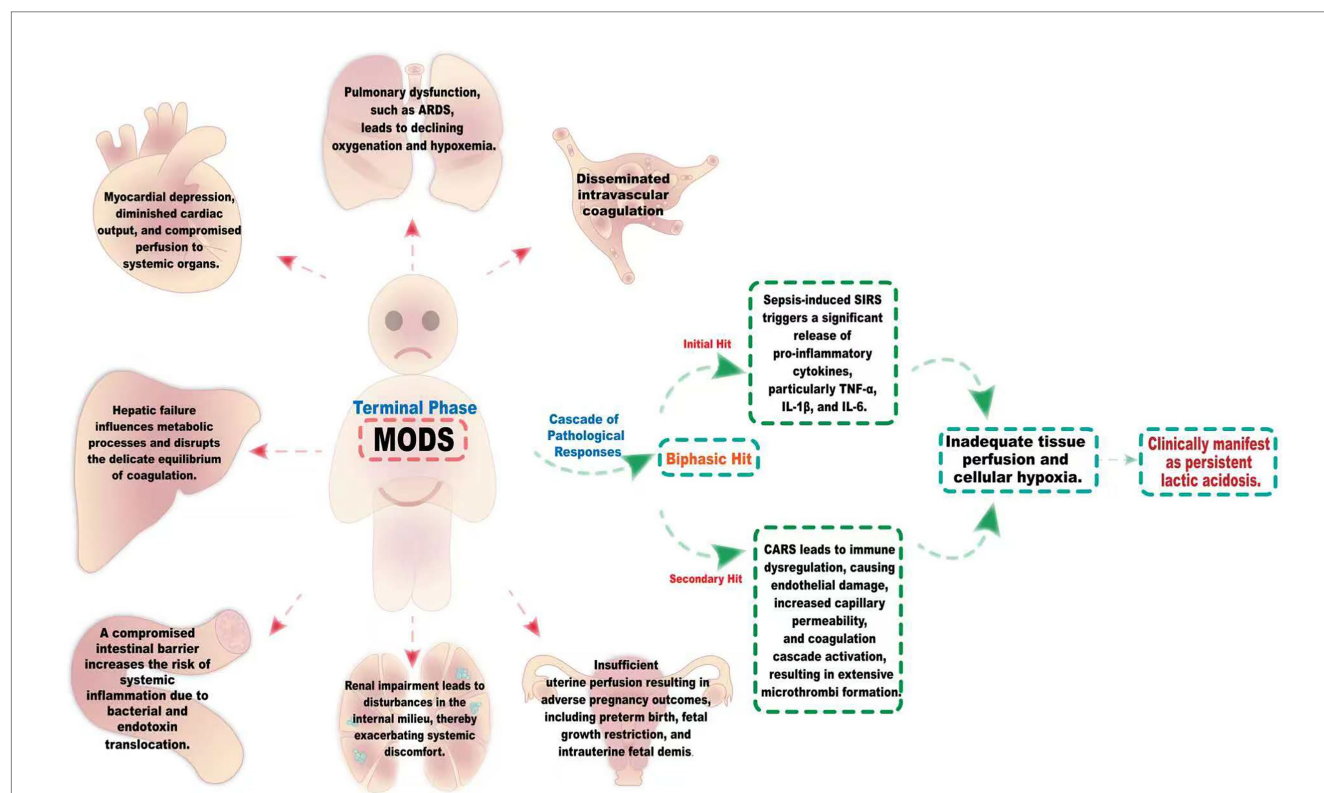 Pulmonary dysfunction,
such as ARDS,
leads to declining
oxygenation and hypoxemia.
Myocardial depression,
diminished cardiac
output, and compromised
perfusion to
systemic organs.
Disseminated
intravascular
coagulation
Hepatic failure
influences metabolic
processes and disrupts
the delicate equilibrium
of coagulation.
Terminal Phase
MODS
A compromised
intestinal barrier
increases the risk of
systemic
inflammation due to
bacterial and
endotoxin
translocation.
Renal impairment leads to
disturbances in the
internal milieu, thereby
exacerbating systemic
discomfort.
Insufficient
uterine perfusion resulting in
adverse pregnancy outcomes,
including preterm birth, fetal
growth restriction, and
intrauterine fetal demis
Cascade of
Pathological
Responses
Biphasic Hit
Initial Hit
Sepsis-induced SIRS
triggers a significant
release of
pro-inflammatory
cytokines,
particularly TNF-α,
IL-1β, and IL-6.
Secondary Hit
CARS leads to immune
dysregulation, causing
endothelial damage,
increased capillary
permeability,
and coagulation
cascade activation,
resulting in extensive
microthrombi formation.
Inadequate tissue
perfusion and
cellular hypoxia.
Clinically manifest
as persistent
lactic acidosis.